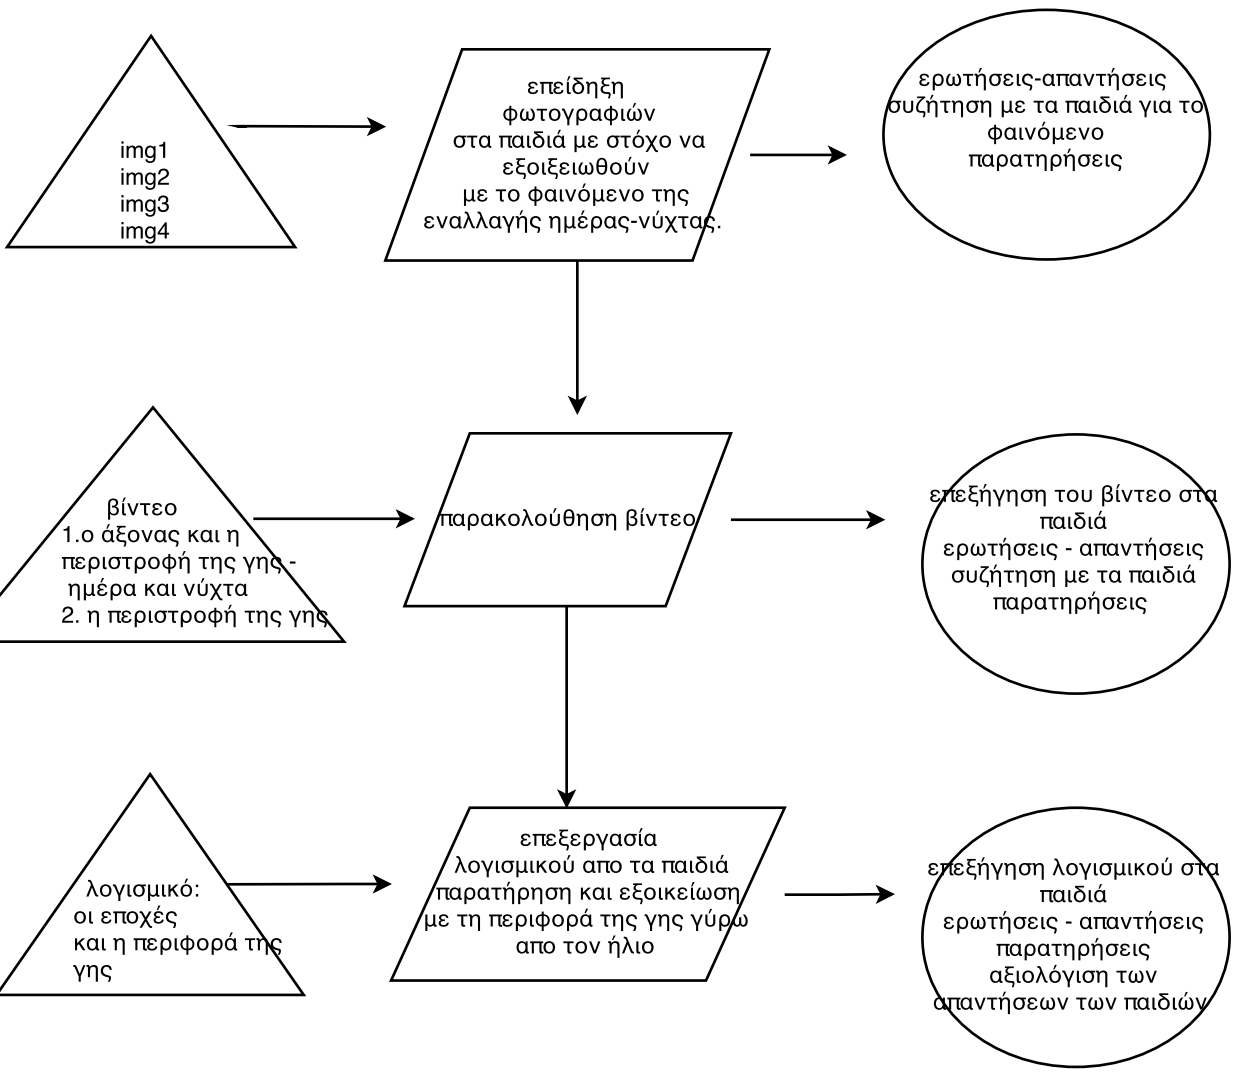 img1
img2
img3
img4
επείδηξη
φωτογραφιών
στα παιδιά με στόχο να
εξοιξειωθούν
με το φαινόμενο της
εναλλαγής ημέρας-νύχτας.
ερωτήσεις-απαντήσεις
συζήτηση με τα παιδιά για το
φαινόμενο
παρατηρήσεις
βίντεο
1.ο άξονας και η
περιστροφή της γης -
ημέρα και νύχτα
2. η περιστροφή της γης
παρακολούθηση βίντεο
επεξήγηση του βίντεο στα
παιδιά
ερωτήσεις - απαντήσεις
συζήτηση με τα παιδιά
παρατηρήσεις
λογισμικό:
οι εποχές
και η περιφορά της
γης
επεξεργασία
λογισμικού απο τα παιδιά
παρατήρηση και εξοικείωση
με τη περιφορά της γης γύρω
απο τον ήλιο
επεξήγηση λογισμικού στα
παιδιά
ερωτήσεις - απαντήσεις
παρατηρήσεις
αξιολόγιση των
απαντήσεων των παιδιών